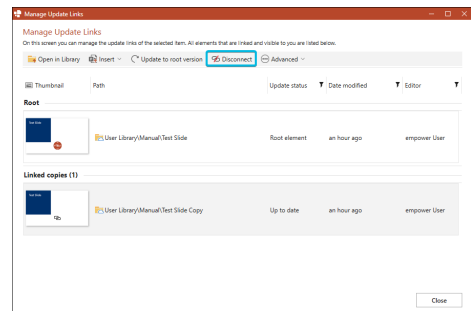 Manage Update Links
Manage Update Links
On this screen you can manage the update links of the selected item. All elements that are linked and visible to you are listed below.
Open in Library Insert Update to root version Disconnect Advanced
Thumbnail Path Update status Date modified Editor
Root
Test Slide
User Library\Manual\Test Slide Root element an hour ago empower User
Linked copies (1)
Test Slide
User Library\Manual\Test Slide Copy Up to date an hour ago empower User
Close